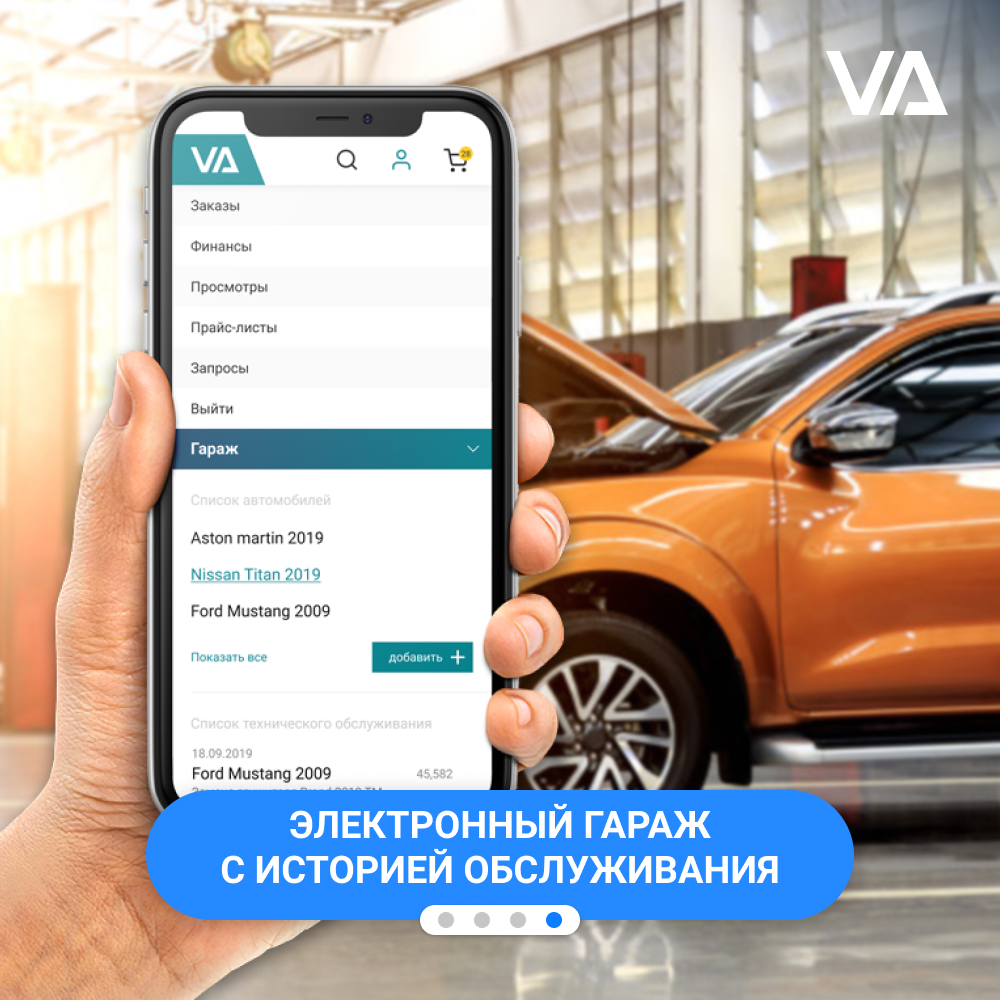 VA
VA
28
Заказы
Финансы
Просмотры
Прайс-листы
Запросы
Выйти
Гараж
Список автомобилей
Aston martin 2019
Nissan Titan 2019
Ford Mustang 2009
Показать все
добавить +
Список технического обслуживания
18.09.2019
Ford Mustang 2009 45,582
ЭЛЕКТРОННЫЙ ГАРАЖ
С ИСТОРИЕЙ ОБСЛУЖИВАНИЯ